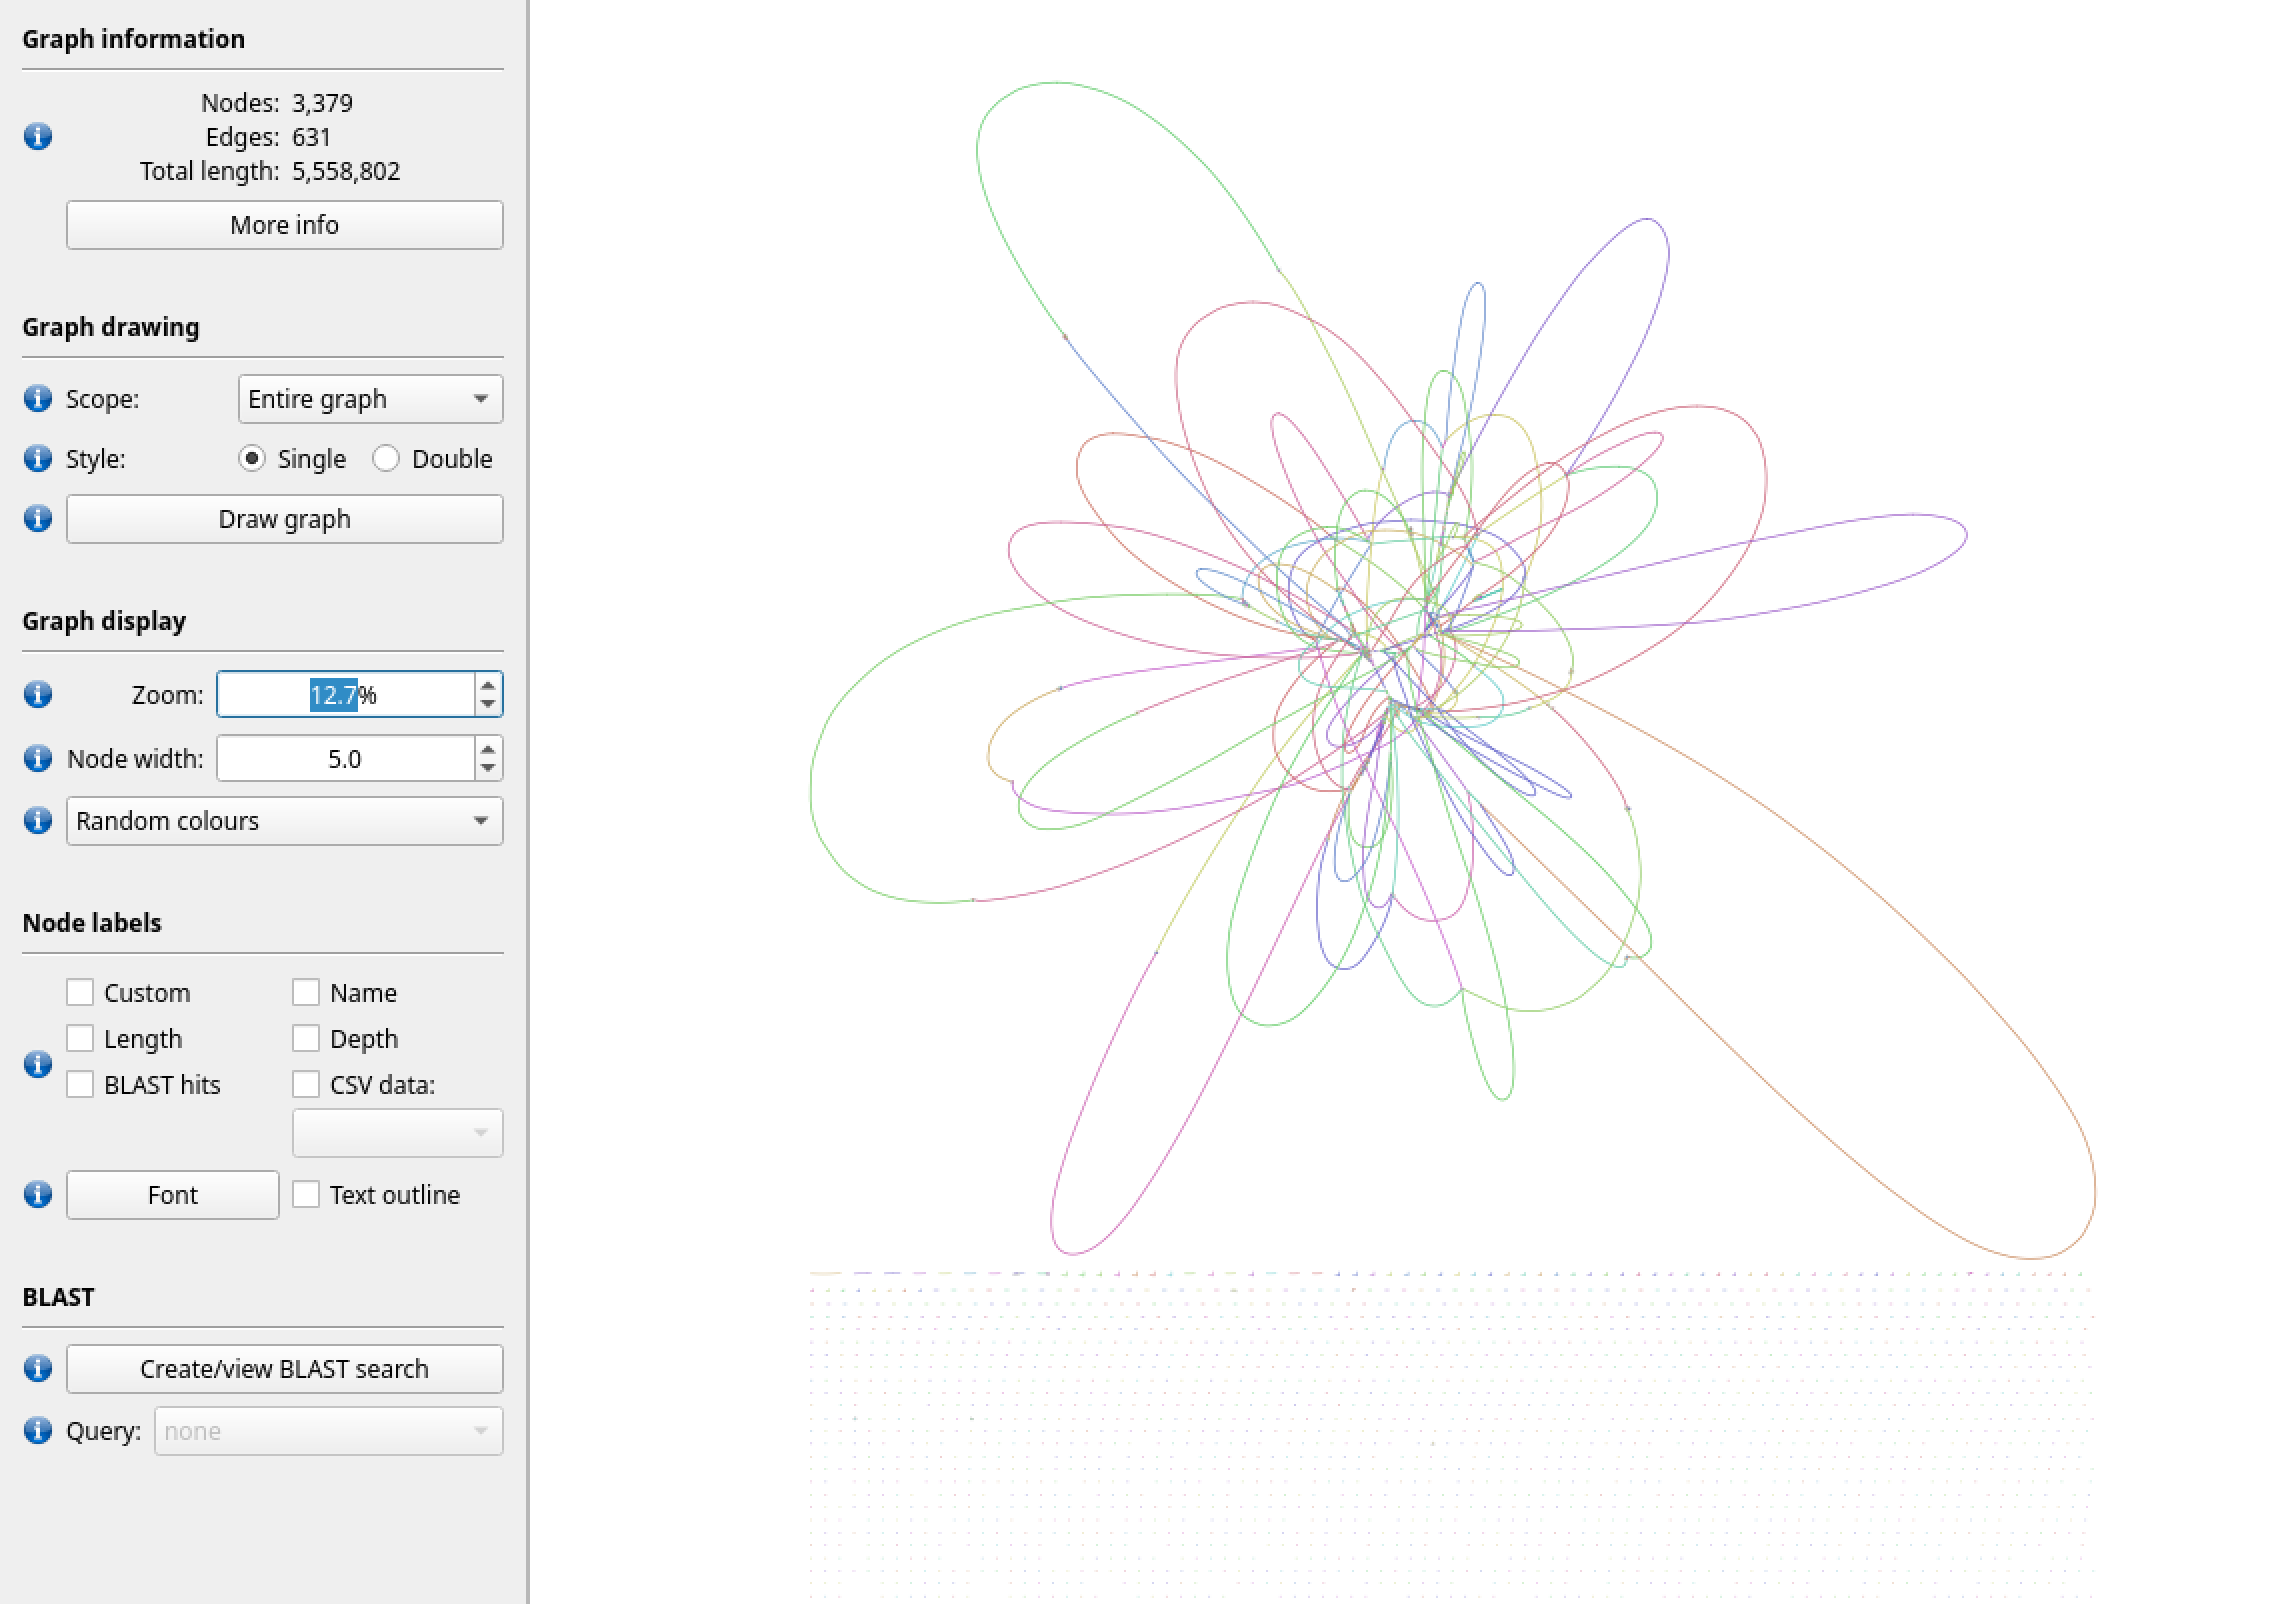 Graph information
Nodes: 3,379
Edges: 631
Total length: 5,558,802
More info
Graph drawing
Scope: Entire graph
Style: Single Double
Draw graph
Graph display
Zoom: 12.7%
Node width: 5.0
Random colours
Node labels
Custom Name
Length Depth
BLAST hits CSV data:
Font Text outline
BLAST
Create/view BLAST search
Query: none